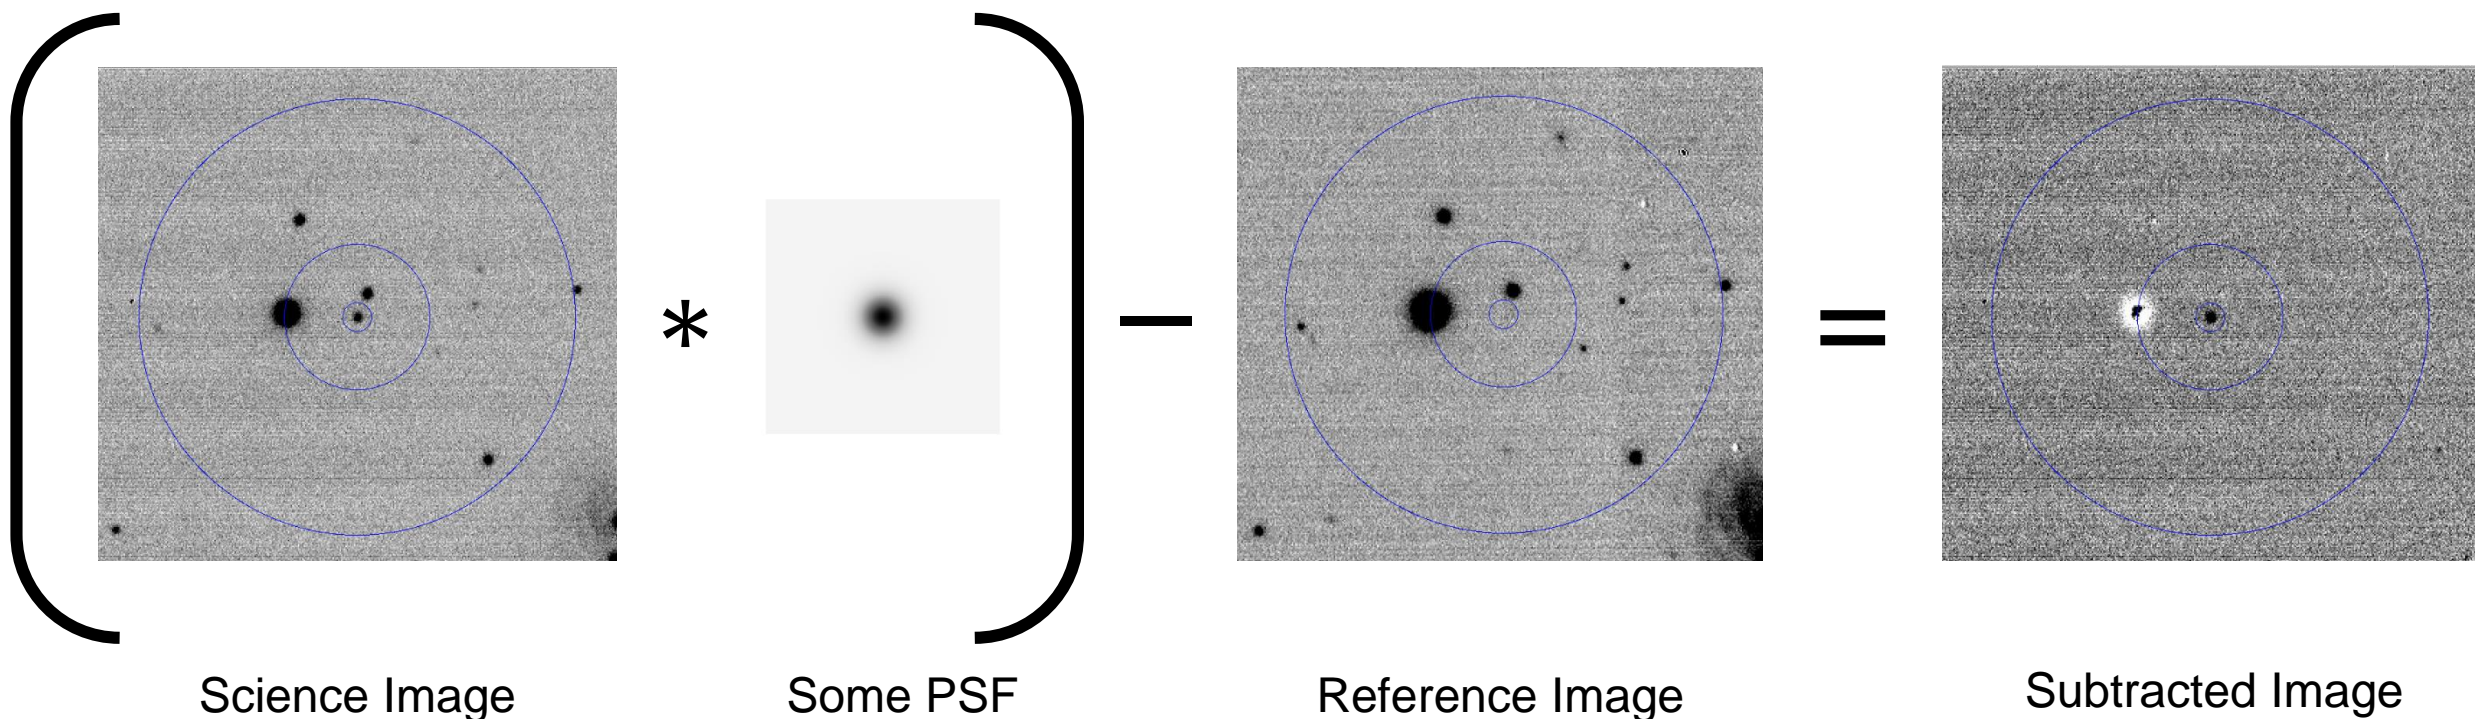 ( * ) − =
Science Image Some PSF Reference Image Subtracted Image